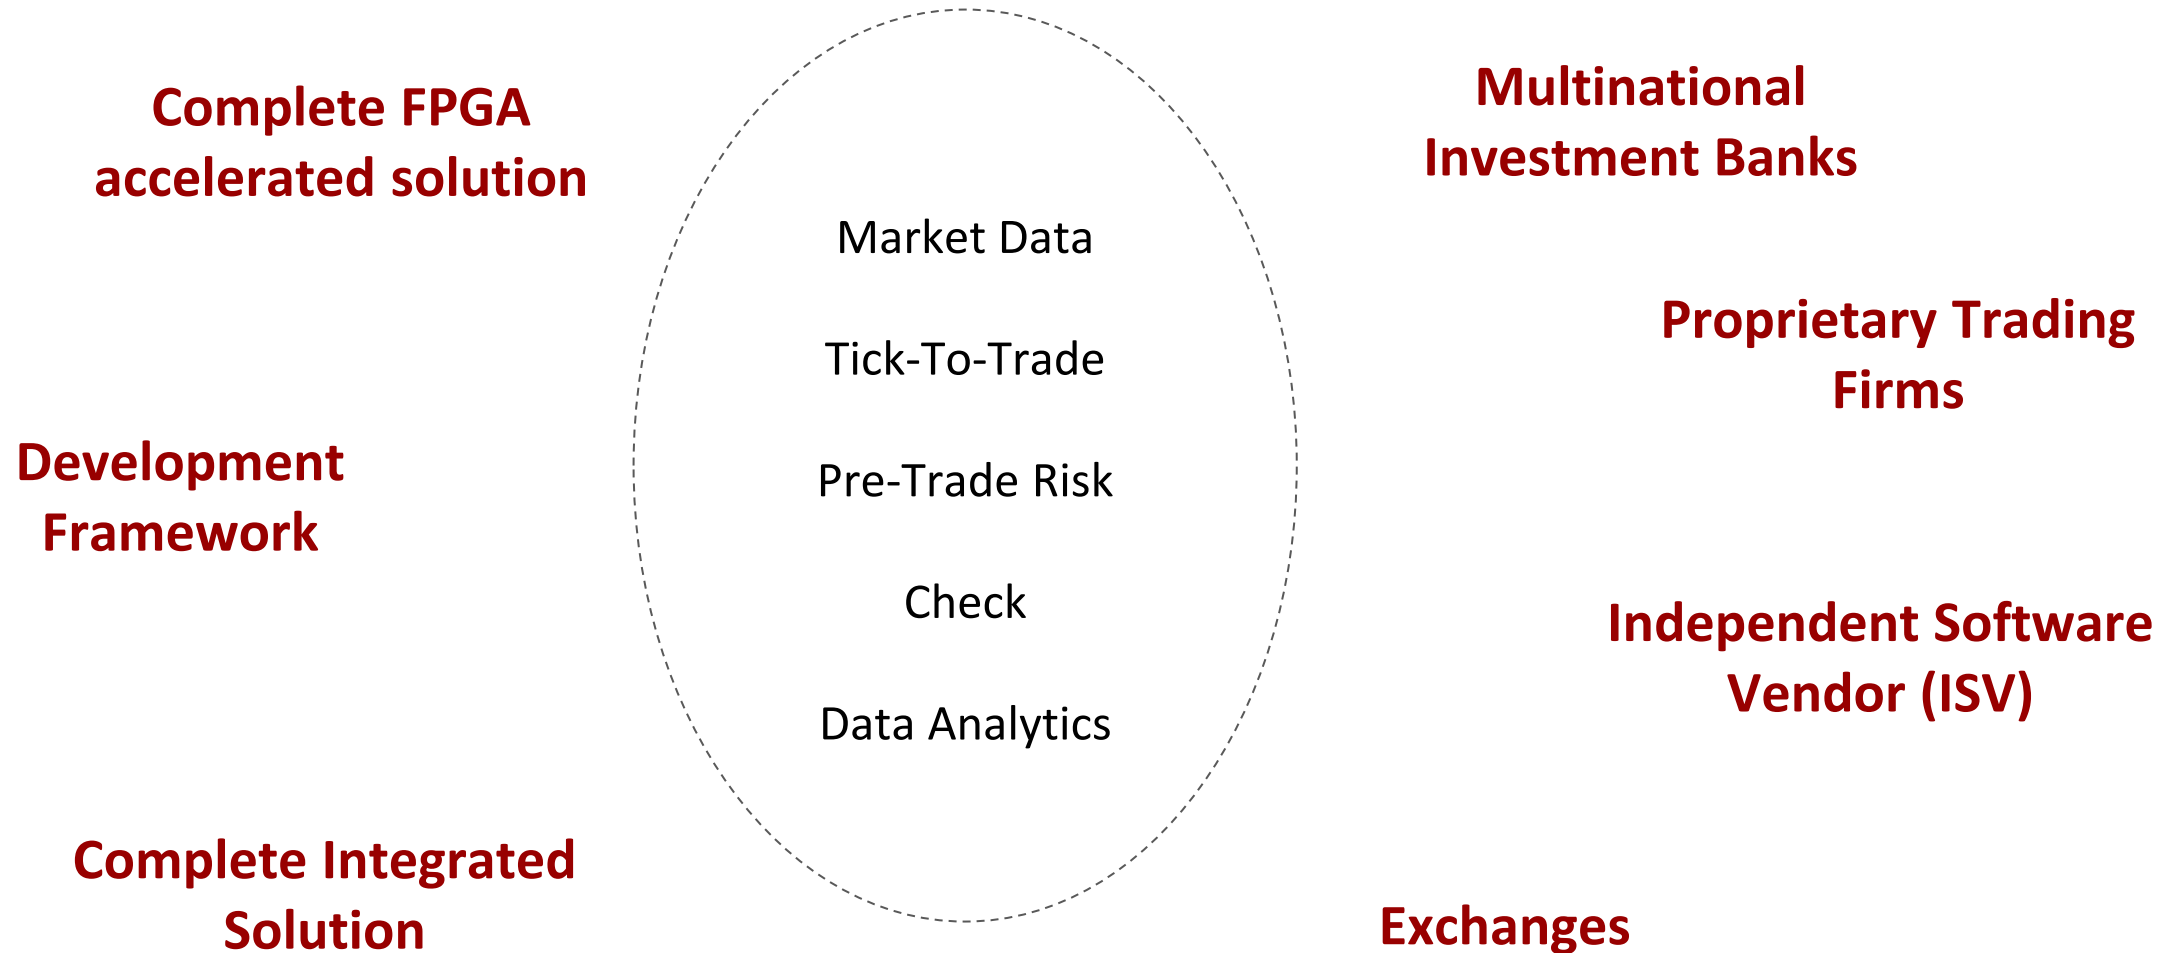 Complete FPGA
accelerated solution
Development
Framework
Complete Integrated
Solution
Market Data
Tick-To-Trade
Pre-Trade Risk
Check
Data Analytics
Multinational
Investment Banks
Proprietary Trading
Firms
Independent Software
Vendor (ISV)
Exchanges